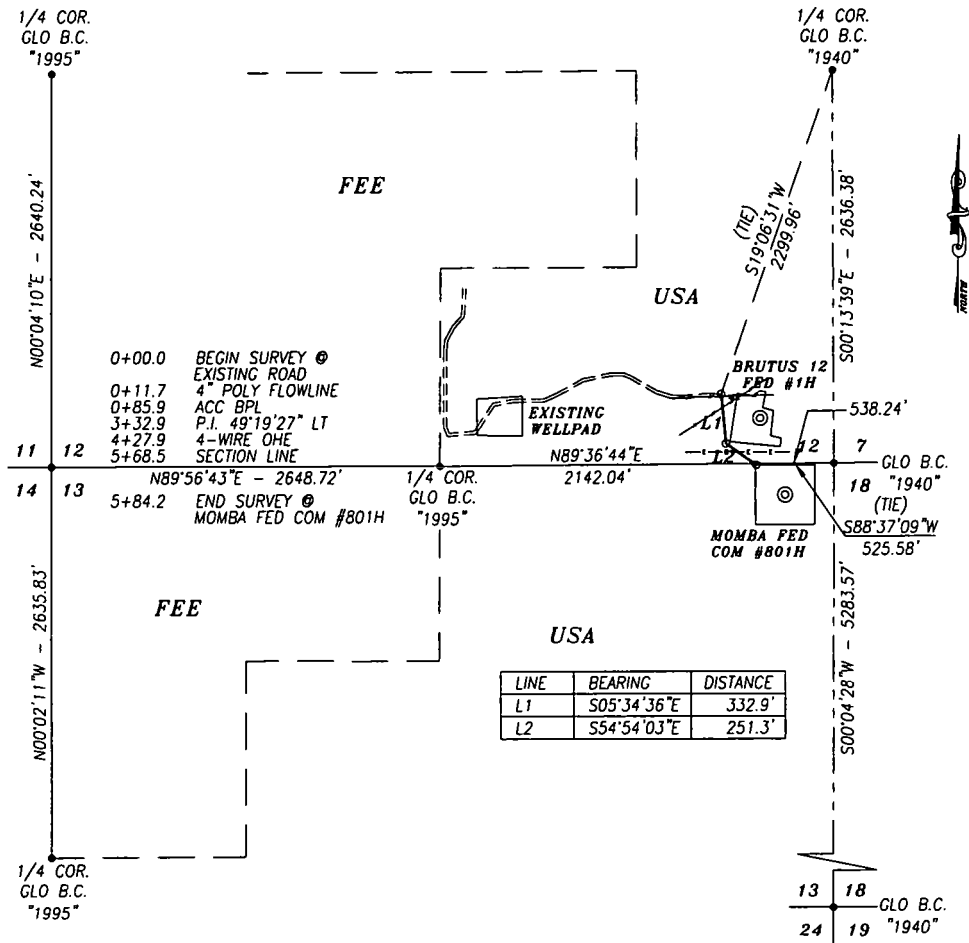 1/4 COR.
GLO B.C.
"1995"
1/4 COR.
GLO B.C.
"1940"
N00°04'10"E - 2640.24'
FEE
(TIE)
S19°06'31"W
2299.96'
S00°13'39"E - 2636.38'
NORTH
USA
0+00.0 BEGIN SURVEY @
EXISTING ROAD
0+11.7 4" POLY FLOWLINE
0+85.9 ACC BPL
3+32.9 P.I. 49°19'27" LT
4+27.9 4-WIRE OHE
5+68.5 SECTION LINE
BRUTUS 12
FED #1H
EXISTING
WELLPAD
L1
538.24'
L2
11 12
14 13
N89°56'43"E - 2648.72'
1/4 COR.
GLO B.C.
"1995"
N89°36'44"E
2142.04'
12 7
18
GLO B.C.
"1940"
(TIE)
S88°37'09"W
525.58'
5+84.2 END SURVEY @
MOMBA FED COM #801H
MOMBA FED
COM #801H
N00°02'11"W - 2635.83'
FEE
USA
S00°04'28"W - 5283.57'
LINE BEARING DISTANCE
L1 S05°34'36"E 332.9'
L2 S54°54'03"E 251.3'
1/4 COR.
GLO B.C.
"1995"
13 18
24 19
GLO B.C.
"1940"